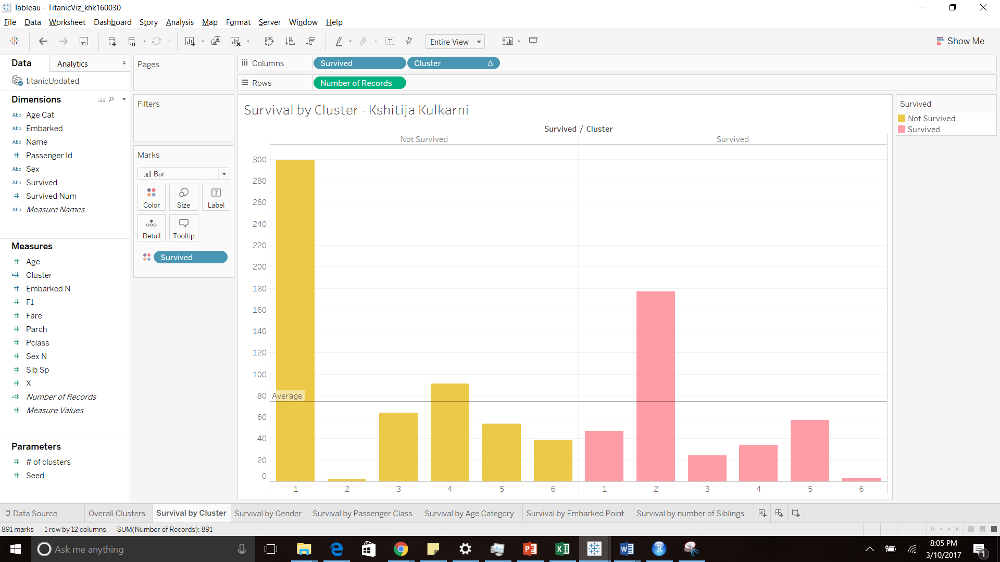 Tableau - TitanicViz_khk160030
File Data Worksheet Dashboard Story Analysis Map Format Server Window Help
Entire View
Show Me
Data
Analytics
titanicUpdated
Dimensions
Abc Age Cat
Abc Embarked
Abc Name
# Passenger Id
Abc Sex
Abc Survived
# Survived Num
Abc Measure Names
Measures
# Age
=# Cluster
# Embarked N
# F1
# Fare
# Parch
# Pclass
# Sex N
# Sib Sp
# X
=# Number of Records
# Measure Values
Parameters
# # of clusters
# Seed
Pages
Filters
Marks
Bar
Color Size Label
Detail Tooltip
Survived
Columns Survived Cluster Δ
Rows Number of Records
Survival by Cluster - Kshitija Kulkarni
Survived / Cluster
Not Survived Survived
300
280
260
240
220
200
180
160
140
120
100
80
60
40
20
0
Average
1 2 3 4 5 6 1 2 3 4 5 6
Survived
Not Survived
Survived
Data Source Overall Clusters Survival by Cluster Survival by Gender Survival by Passenger Class Survival by Age Category Survival by Embarked Point Survival by number of Siblings
891 marks 1 row by 12 columns SUM(Number of Records): 891
Ask me anything
8:05 PM
3/10/2017
1